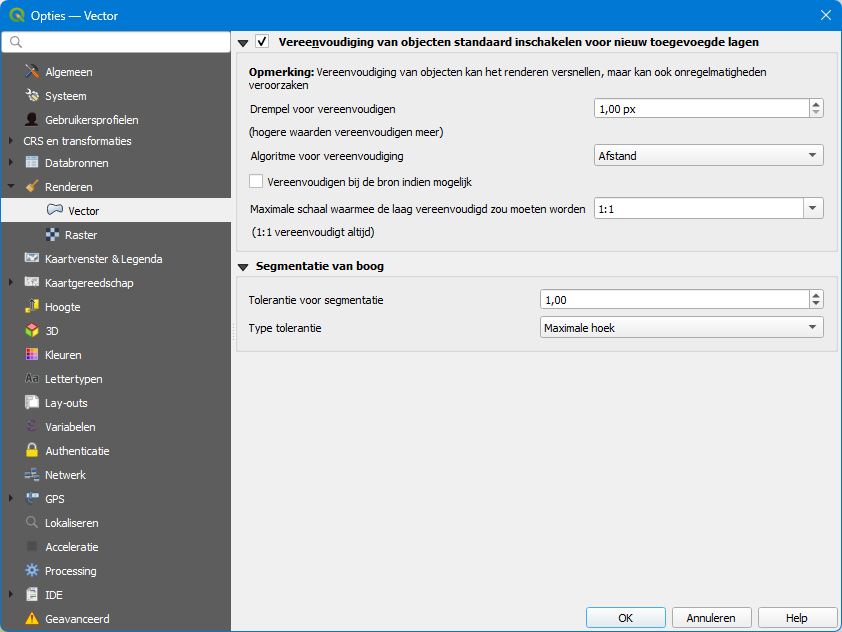 Opties — Vector
Algemeen
Systeem
Gebruikersprofielen
CRS en transformaties
Databronnen
Renderen
Vector
Raster
Kaartvenster & Legenda
Kaartgereedschap
Hoogte
3D
Kleuren
Lettertypen
Lay-outs
Variabelen
Authenticatie
Netwerk
GPS
Lokaliseren
Acceleratie
Processing
IDE
Geavanceerd
Vereenvoudiging van objecten standaard inschakelen voor nieuw toegevoegde lagen
Opmerking: Vereenvoudiging van objecten kan het renderen versnellen, maar kan ook onregelmatigheden
veroorzaken
Drempel voor vereenvoudigen 1,00 px
(hogere waarden vereenvoudigen meer)
Algoritme voor vereenvoudiging Afstand
Vereenvoudigen bij de bron indien mogelijk
Maximale schaal waarmee de laag vereenvoudigd zou moeten worden 1:1
(1:1 vereenvoudigt altijd)
Segmentatie van boog
Tolerantie voor segmentatie 1,00
Type tolerantie Maximale hoek
OK Annuleren Help